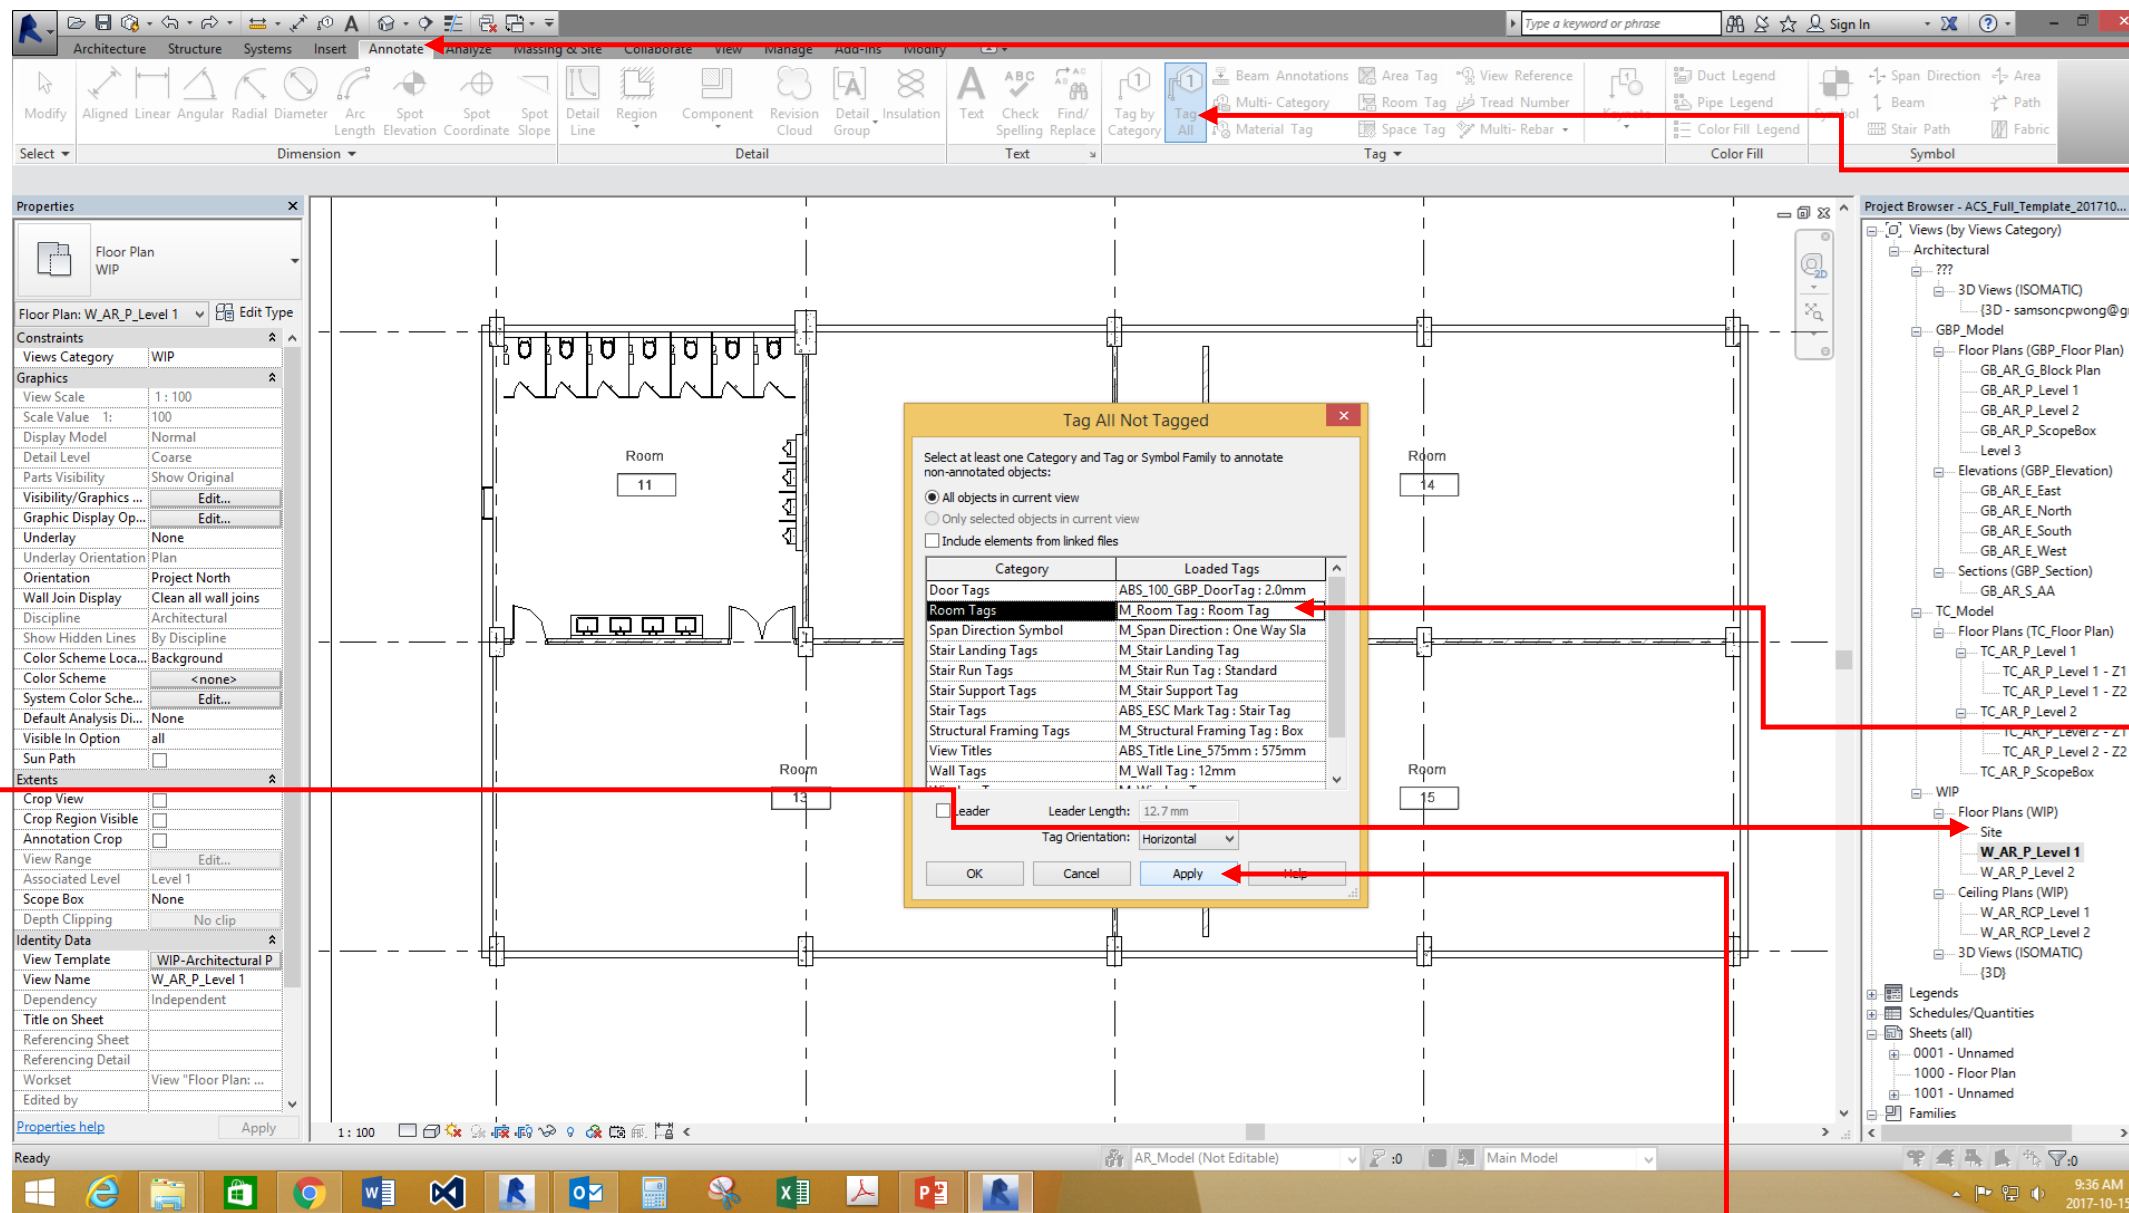 Type a keyword or phrase
Sign In
Architecture Structure Systems Insert Annotate Analyze Massing & Site Collaborate View Manage Add-Ins Modify
Modify Aligned Linear Angular Radial Diameter Arc Length Spot Elevation Spot Coordinate Spot Slope Detail Line Region Component Revision Cloud Detail Group Insulation Text Check Spelling Find/ Replace Tag by Category Tag All
Beam Annotations Area Tag View Reference Duct Legend Span Direction Area
Multi- Category Room Tag Tread Number Pipe Legend Beam Path
Material Tag Space Tag Multi- Rebar Keynote Color Fill Legend Symbol Stair Path Fabric
Select Dimension Detail Text Tag Color Fill Symbol
Properties
Floor Plan
WIP
Floor Plan: W_AR_P_Level 1 Edit Type
Constraints
Views Category WIP
Graphics
View Scale 1 : 100
Scale Value 1: 100
Display Model Normal
Detail Level Coarse
Parts Visibility Show Original
Visibility/Graphics ... Edit...
Graphic Display Op... Edit...
Underlay None
Underlay Orientation Plan
Orientation Project North
Wall Join Display Clean all wall joins
Discipline Architectural
Show Hidden Lines By Discipline
Color Scheme Loca... Background
Color Scheme <none>
System Color Sche... Edit...
Default Analysis Di... None
Visible In Option all
Sun Path
Extents
Crop View
Crop Region Visible
Annotation Crop
View Range Edit...
Associated Level Level 1
Scope Box None
Depth Clipping No clip
Identity Data
View Template WIP-Architectural P
View Name W_AR_P_Level 1
Dependency Independent
Title on Sheet
Referencing Sheet
Referencing Detail
Workset View "Floor Plan: ...
Edited by
Properties help Apply
Room
11
Room
13
Room
14
Room
15
Tag All Not Tagged
Select at least one Category and Tag or Symbol Family to annotate
non-annotated objects:
All objects in current view
Only selected objects in current view
Include elements from linked files
Category Loaded Tags
Door Tags ABS_100_GBP_DoorTag : 2.0mm
Room Tags M_Room Tag : Room Tag
Span Direction Symbol M_Span Direction : One Way Sla
Stair Landing Tags M_Stair Landing Tag
Stair Run Tags M_Stair Run Tag : Standard
Stair Support Tags M_Stair Support Tag
Stair Tags ABS_ESC Mark Tag : Stair Tag
Structural Framing Tags M_Structural Framing Tag : Box
View Titles ABS_Title Line_575mm : 575mm
Wall Tags M_Wall Tag : 12mm
Leader Leader Length: 12.7 mm
Tag Orientation: Horizontal
OK Cancel Apply Help
2D
Project Browser - ACS_Full_Template_201710...
Views (by Views Category)
Architectural
???
3D Views (ISOMATIC)
{3D - samsoncpwong@g
GBP_Model
Floor Plans (GBP_Floor Plan)
GB_AR_G_Block Plan
GB_AR_P_Level 1
GB_AR_P_Level 2
GB_AR_P_ScopeBox
Level 3
Elevations (GBP_Elevation)
GB_AR_E_East
GB_AR_E_North
GB_AR_E_South
GB_AR_E_West
Sections (GBP_Section)
GB_AR_S_AA
TC_Model
Floor Plans (TC_Floor Plan)
TC_AR_P_Level 1
TC_AR_P_Level 1 - Z1
TC_AR_P_Level 1 - Z2
TC_AR_P_Level 2
TC_AR_P_Level 2 - Z1
TC_AR_P_Level 2 - Z2
TC_AR_P_ScopeBox
WIP
Floor Plans (WIP)
Site
W_AR_P_Level 1
W_AR_P_Level 2
Ceiling Plans (WIP)
W_AR_RCP_Level 1
W_AR_RCP_Level 2
3D Views (ISOMATIC)
{3D}
Legends
Schedules/Quantities
Sheets (all)
0001 - Unnamed
1000 - Floor Plan
1001 - Unnamed
Families
1 : 100
Ready AR_Model (Not Editable) :0 Main Model :0
9:36 AM
2017-10-15